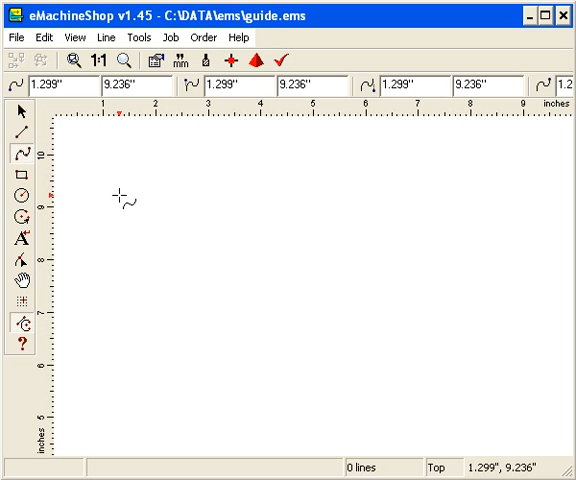 eMachineShop v1.45 - C:\DATA\ems\guide.ems
File Edit View Line Tools Job Order Help
1:1 mm
1.299" 9.236" 1.299" 9.236" 1.299" 9.236" 1.2
1 2 3 4 5 6 7 8 9 inches
10
9
8
7
6
5
inches
A
?
0 lines Top 1.299", 9.236"